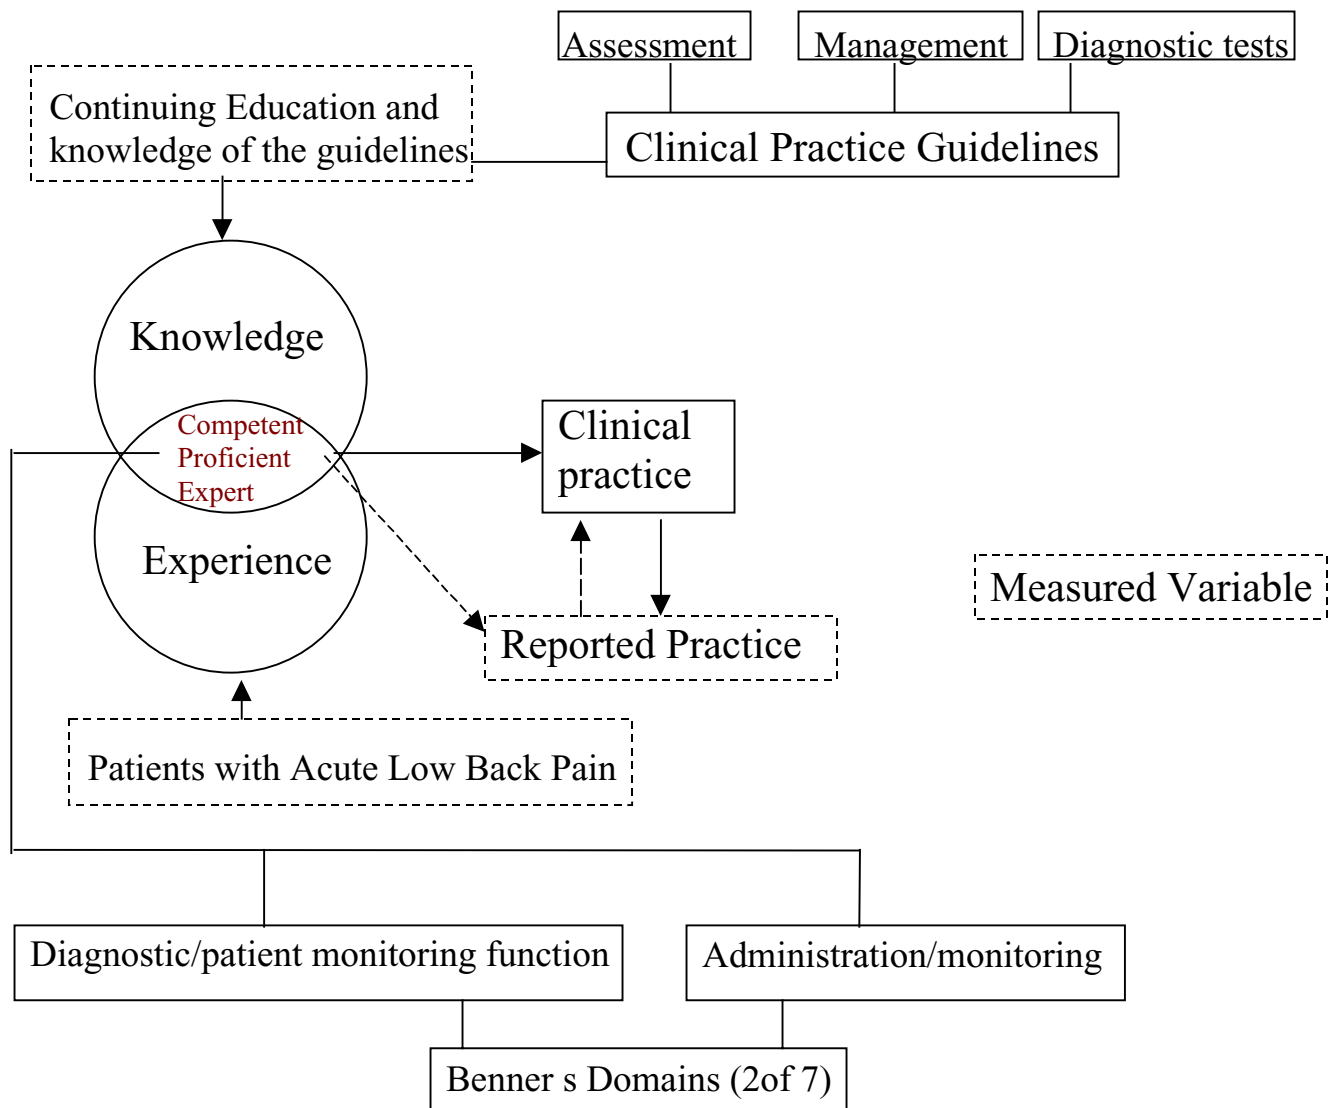 Assessment
Management
Diagnostic tests
Continuing Education and
knowledge of the guidelines
Clinical Practice Guidelines
Knowledge
Competent
Proficient
Expert
Experience
Clinical
practice
Reported Practice
Measured Variable
Patients with Acute Low Back Pain
Diagnostic/patient monitoring function
Administration/monitoring
Benner s Domains (2of 7)